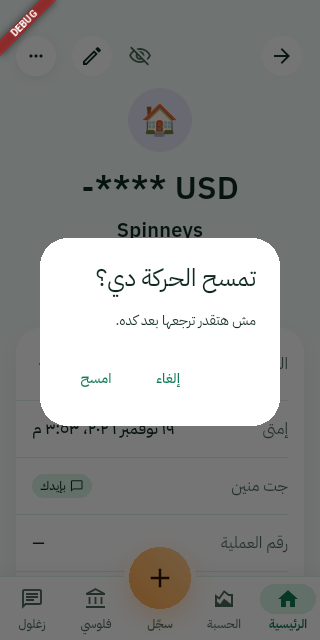 DEBUG
-**** USD
Spinneys
تمسح الحركة دي؟
مش هتقدر ترجعها بعد كده.
إلغاء
امسح
إمتى
١٩ نوفمبر ٢٠٢٦، ٣:٥٣ م
جت منين
بإيدك
رقم العملية
—
الرئيسية
الحسبة
سجّل
فلوسي
زغلول